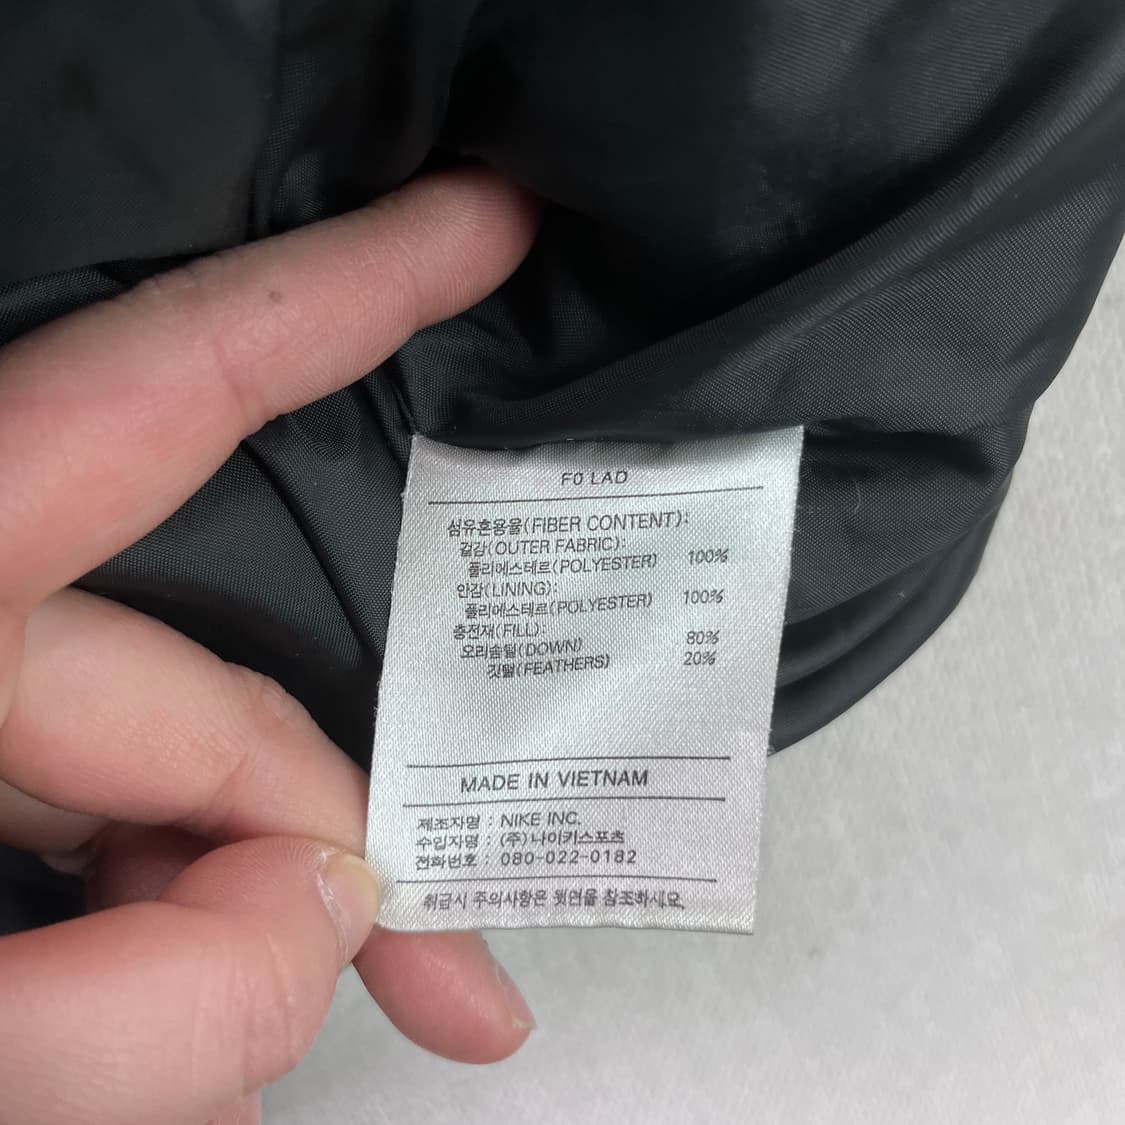 F0 LAD
섬유혼용율(FIBER CONTENT):
겉감(OUTER FABRIC):
폴리에스테르(POLYESTER) 100%
안감(LINING):
폴리에스테르(POLYESTER) 100%
충전재(FILL):
오리솜털(DOWN) 80%
깃털(FEATHERS) 20%
MADE IN VIETNAM
제조자명 : NIKE INC.
수입자명 : (주)나이키스포츠
전화번호 : 080-022-0182
취급시 주의사항은 뒷면을 참조하시요.